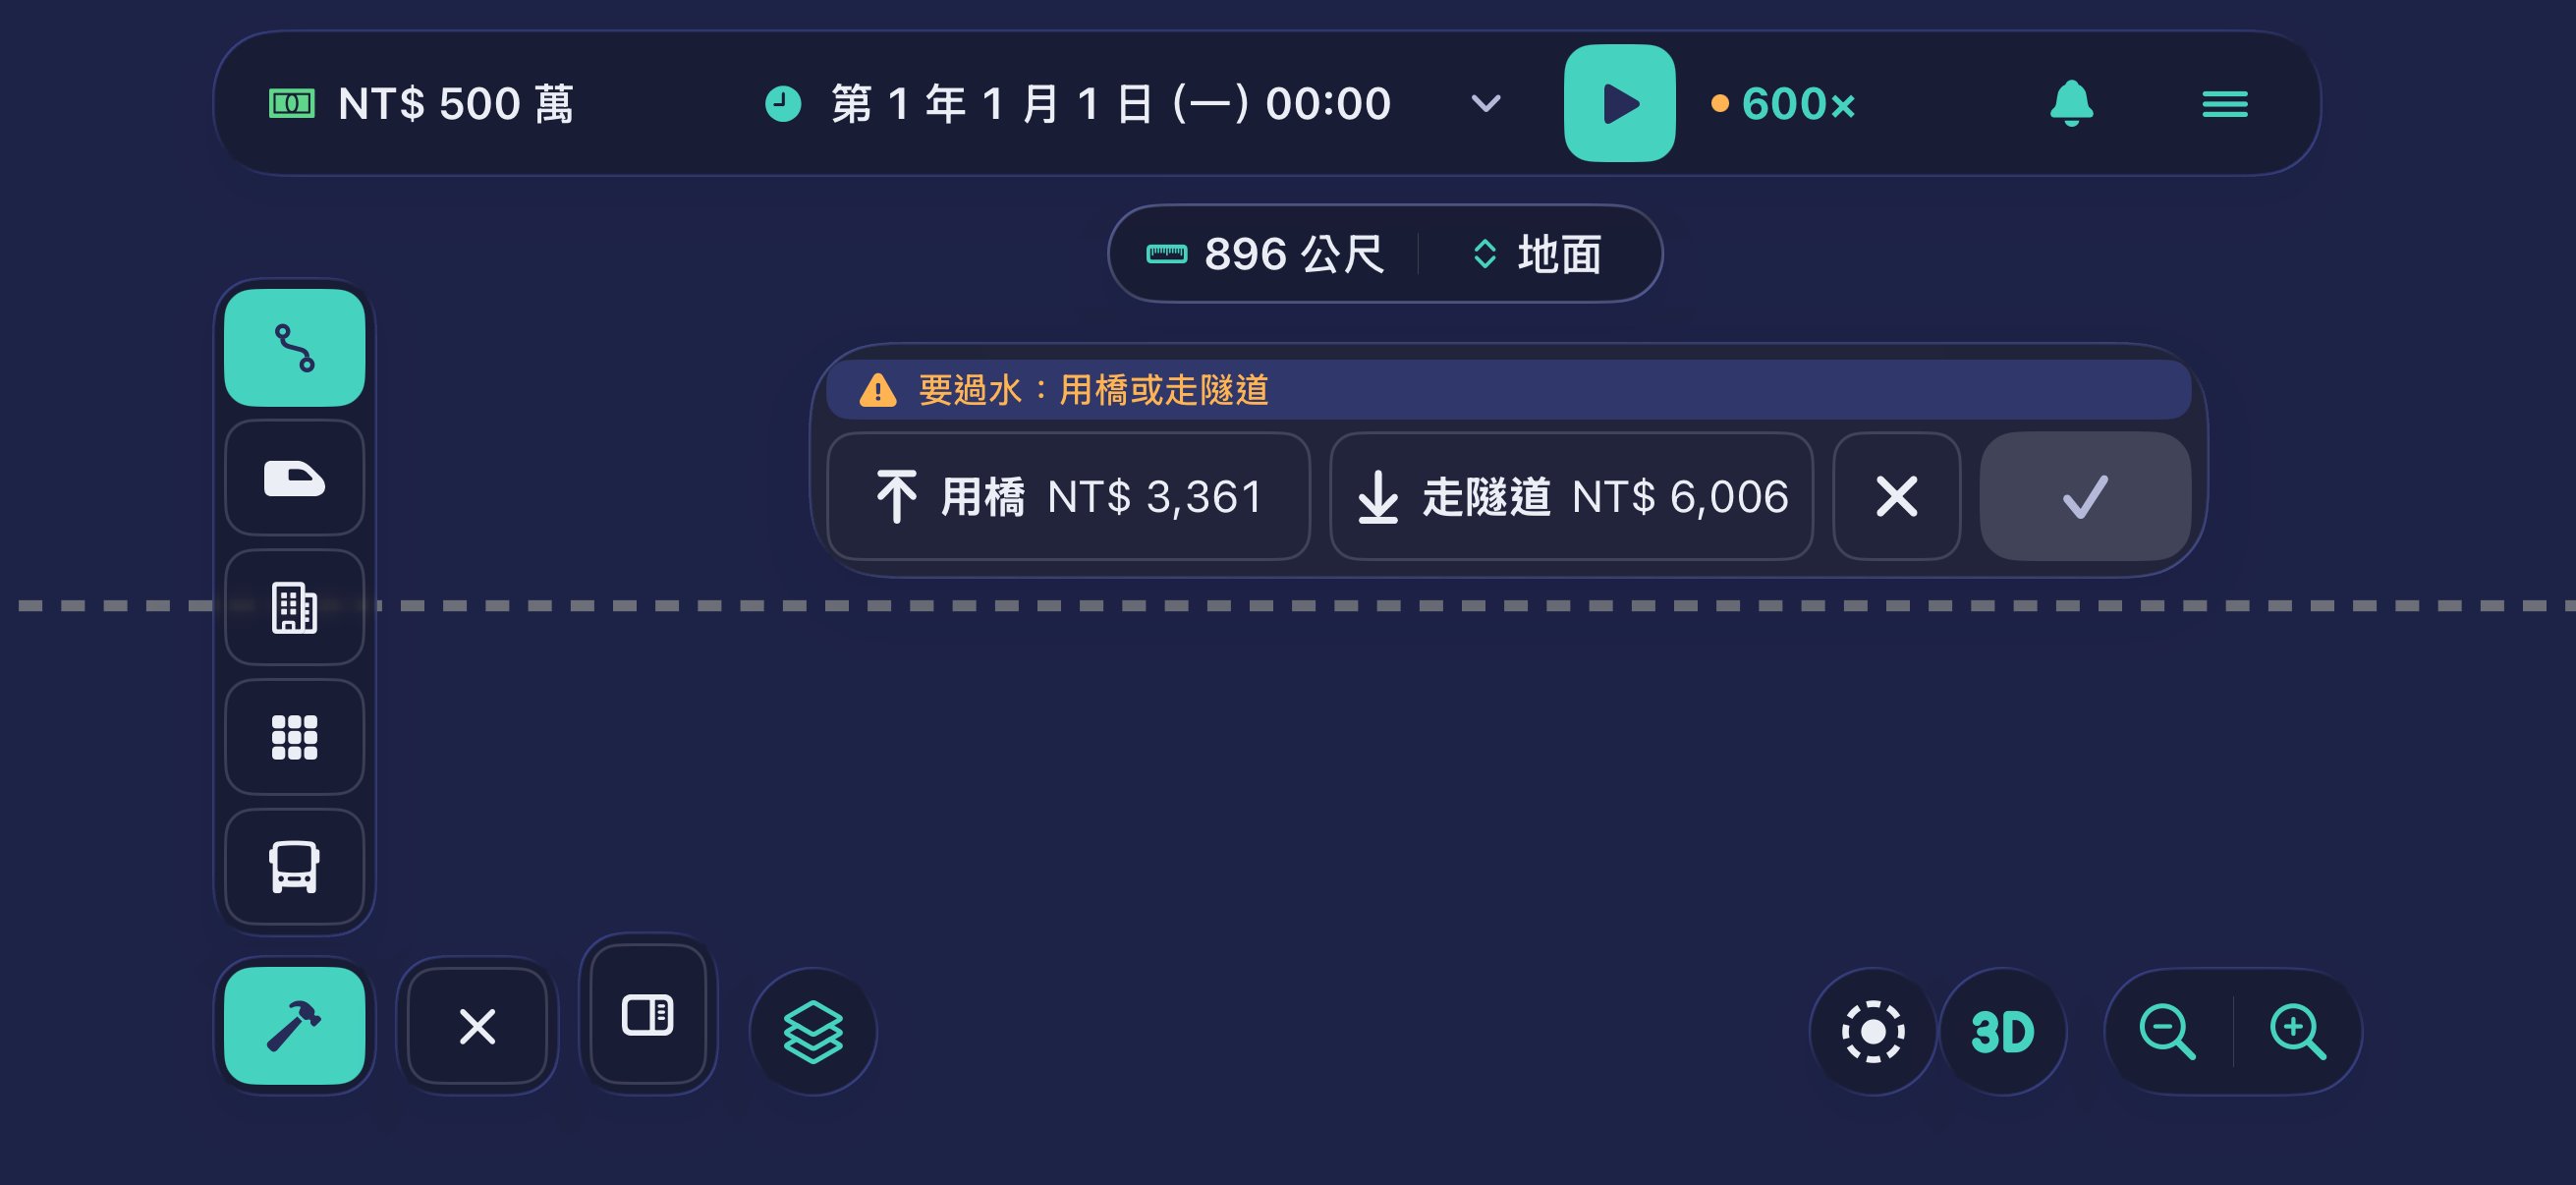 NT$ 500 萬
第 1 年 1 月 1 日 (一) 00:00
600×
896 公尺
地面
要過水：用橋或走隧道
用橋 NT$ 3,361
走隧道 NT$ 6,006
3D